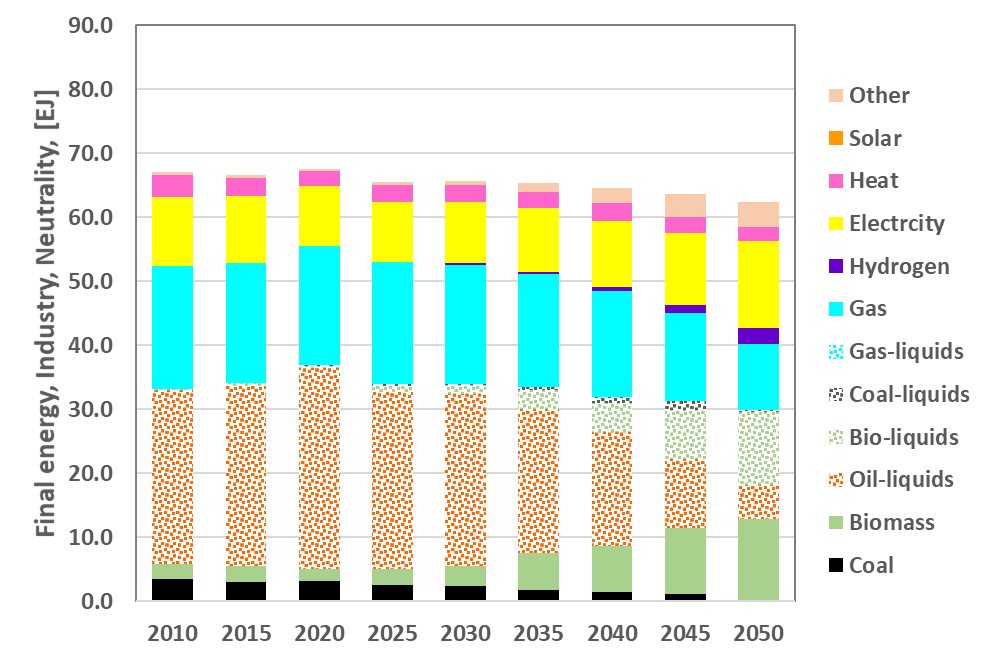 Final energy, Industry, Neutrality, [EJ]
90.0
80.0
70.0
60.0
50.0
40.0
30.0
20.0
10.0
0.0
2010 2015 2020 2025 2030 2035 2040 2045 2050
Other
Solar
Heat
Electrcity
Hydrogen
Gas
Gas-liquids
Coal-liquids
Bio-liquids
Oil-liquids
Biomass
Coal